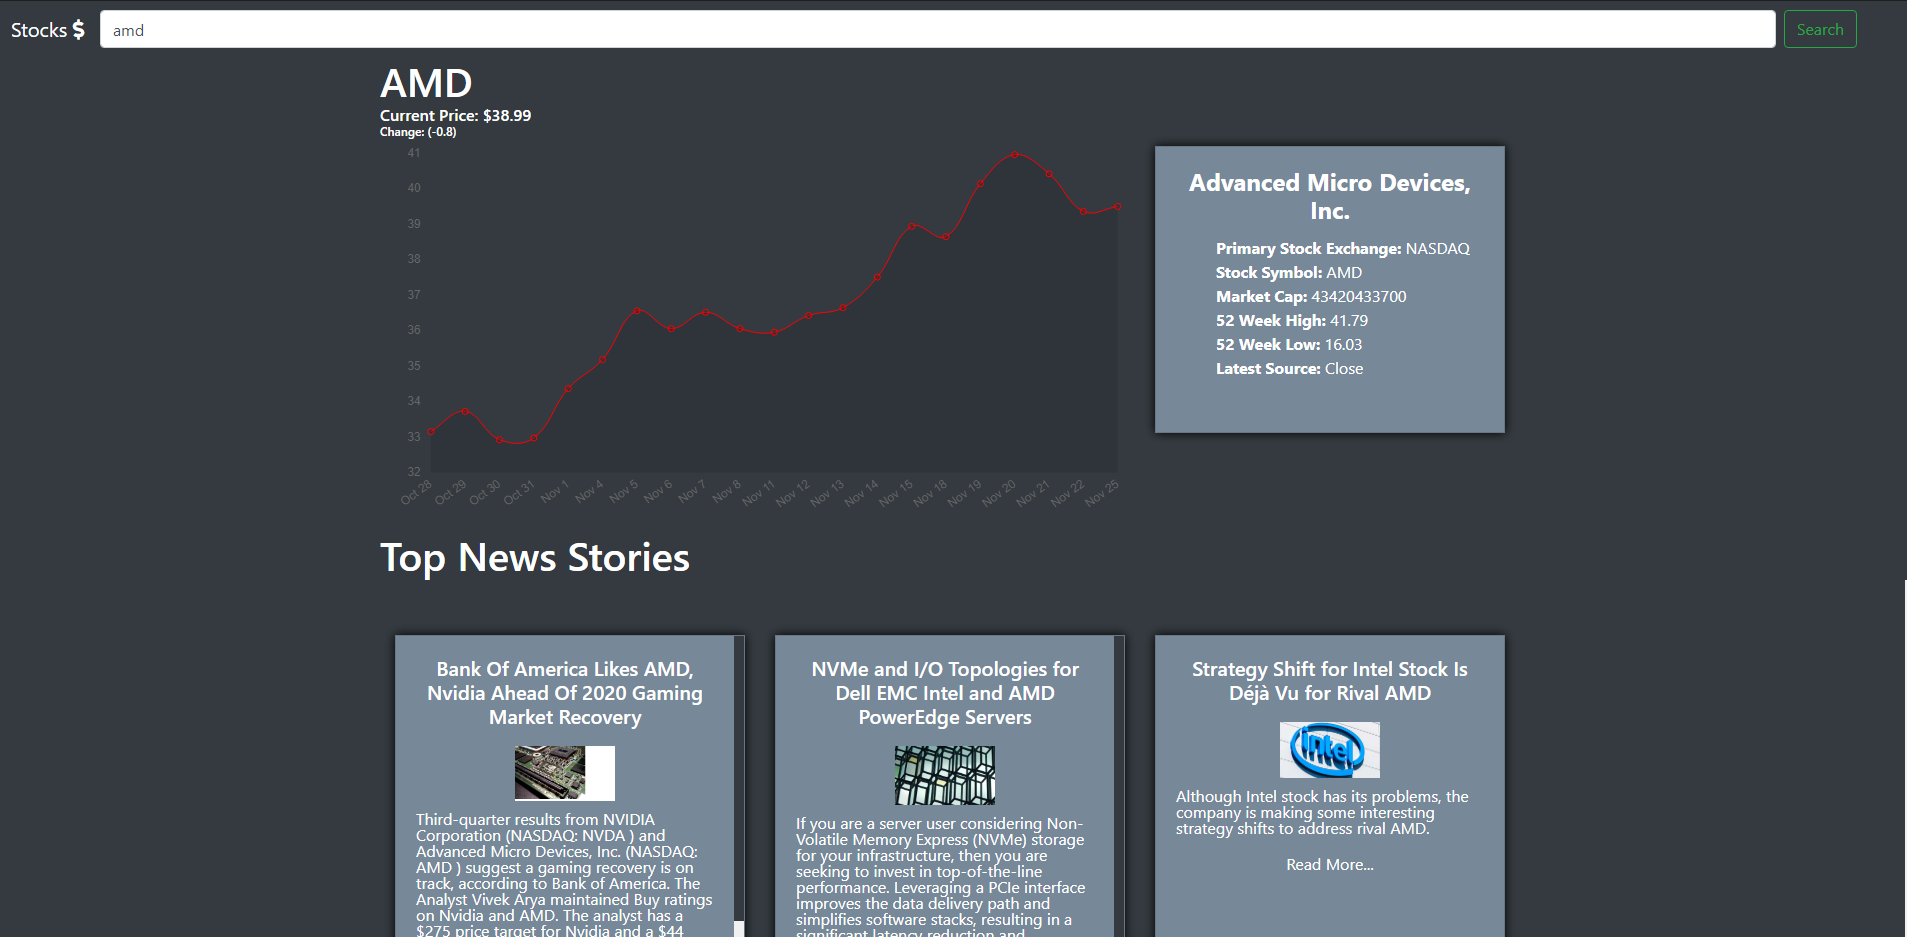 Stocks $
amd
Search
AMD
Current Price: $38.99
Change: (-0.8)
41
40
39
38
37
36
35
34
33
32
Oct 28
Oct 29
Oct 30
Oct 31
Nov 1
Nov 4
Nov 5
Nov 6
Nov 7
Nov 8
Nov 11
Nov 12
Nov 13
Nov 14
Nov 15
Nov 18
Nov 19
Nov 20
Nov 21
Nov 22
Nov 25
Advanced Micro Devices,
Inc.
Primary Stock Exchange: NASDAQ
Stock Symbol: AMD
Market Cap: 43420433700
52 Week High: 41.79
52 Week Low: 16.03
Latest Source: Close
Top News Stories
Bank Of America Likes AMD,
Nvidia Ahead Of 2020 Gaming
Market Recovery
Third-quarter results from NVIDIA
Corporation (NASDAQ: NVDA ) and
Advanced Micro Devices, Inc. (NASDAQ:
AMD ) suggest a gaming recovery is on
track, according to Bank of America. The
Analyst Vivek Arya maintained Buy ratings
on Nvidia and AMD. The analyst has a
$275 price target for Nvidia and a $44
NVMe and I/O Topologies for
Dell EMC Intel and AMD
PowerEdge Servers
If you are a server user considering Non-
Volatile Memory Express (NVMe) storage
for your infrastructure, then you are
seeking to invest in top-of-the-line
performance. Leveraging a PCIe interface
improves the data delivery path and
simplifies software stacks, resulting in a
significant latency reduction and
Strategy Shift for Intel Stock Is
Déjà Vu for Rival AMD
intel
Although Intel stock has its problems, the
company is making some interesting
strategy shifts to address rival AMD.
Read More...